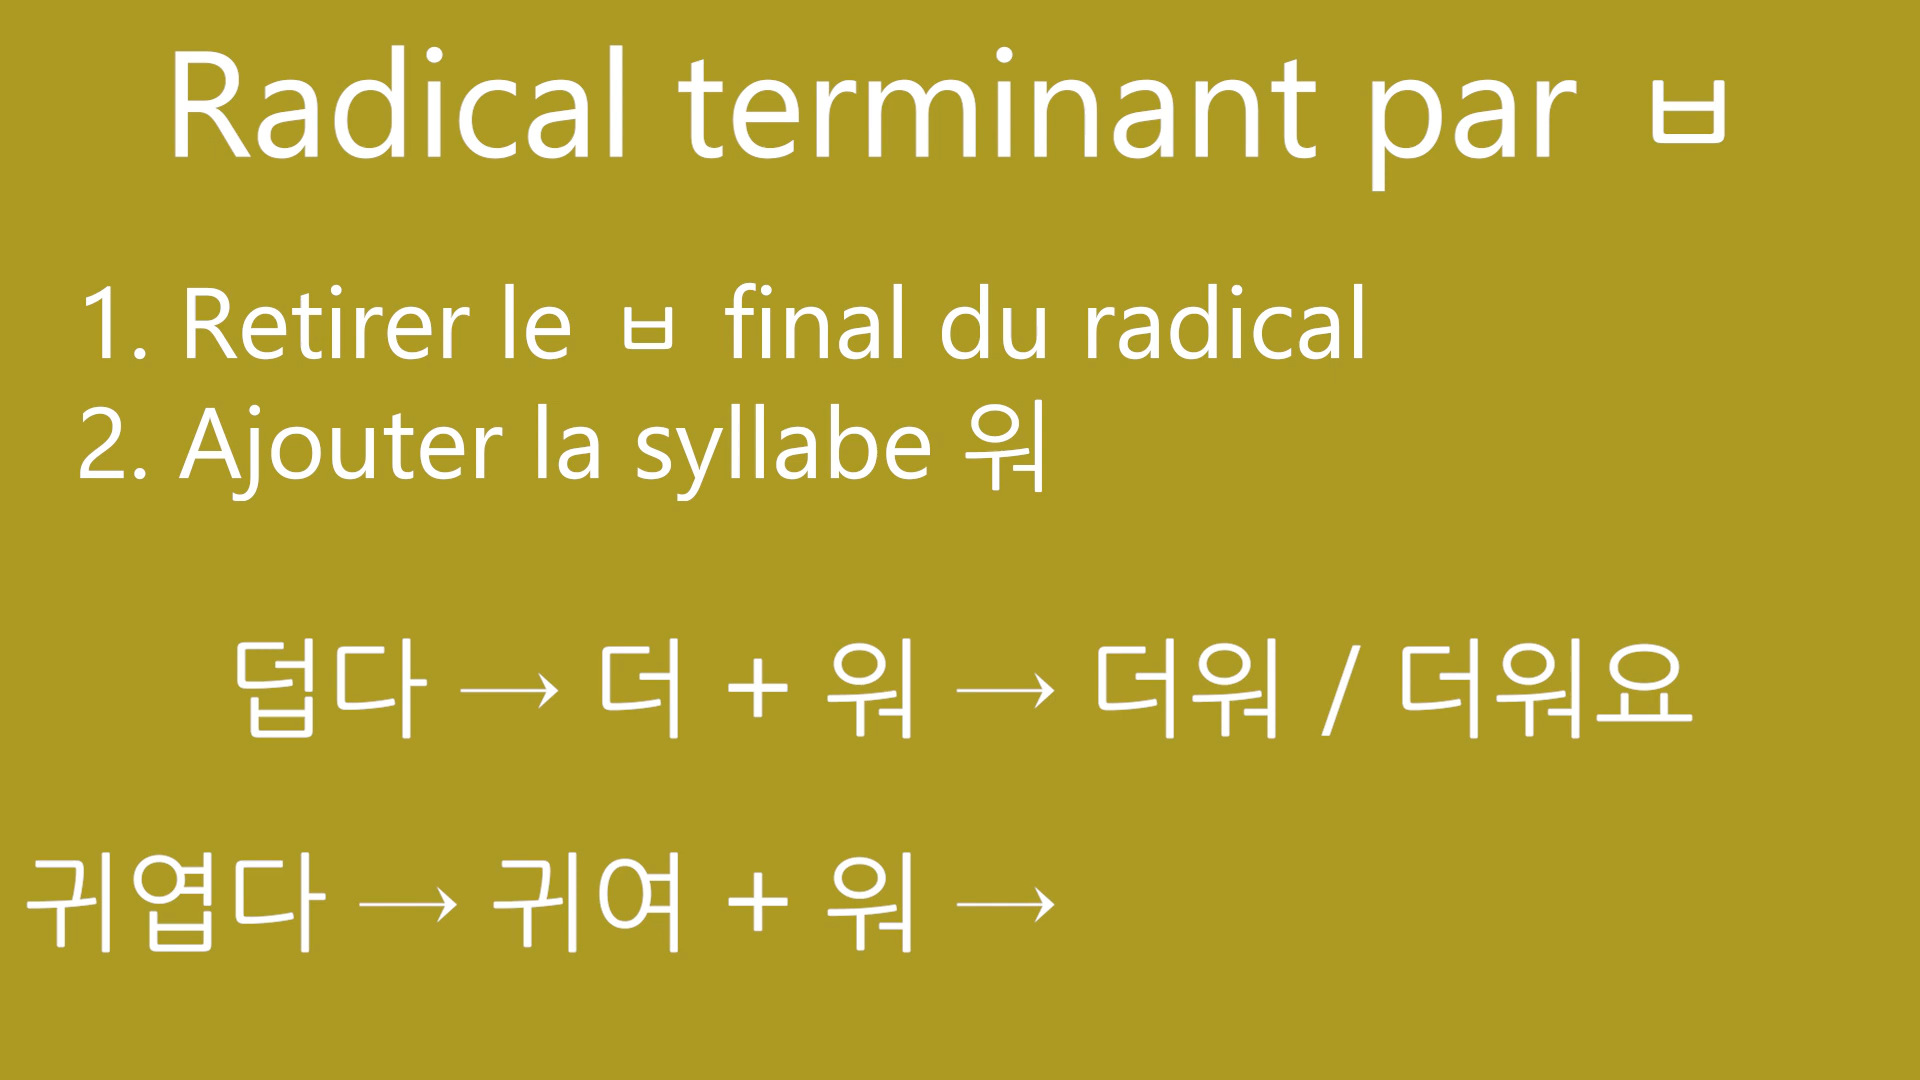 Radical terminant par ㅂ
1. Retirer le ㅂ final du radical
2. Ajouter la syllabe 워
덥다 → 더 + 워 → 더워 / 더워요
귀엽다 → 귀여 + 워 →